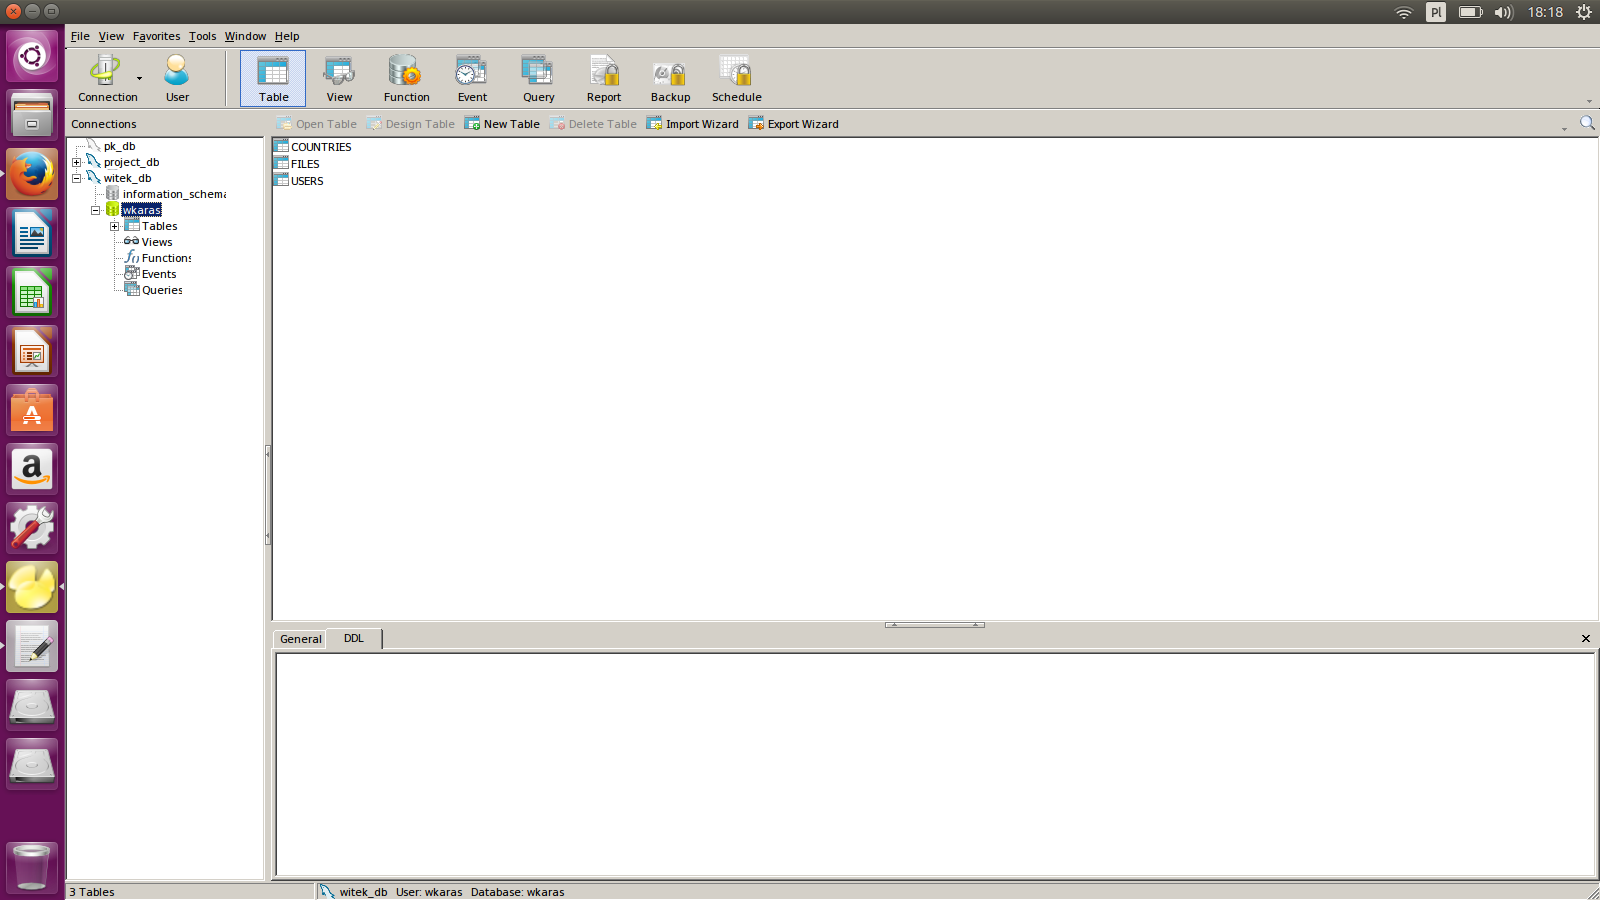 Pl 18:18
File View Favorites Tools Window Help
Connection User Table View Function Event Query Report Backup Schedule
Connections Open Table Design Table New Table Delete Table Import Wizard Export Wizard
pk_db
project_db
witek_db
information_schema
wkaras
Tables
Views
Functions
Events
Queries
COUNTRIES
FILES
USERS
General DDL
3 Tables witek_db User: wkaras Database: wkaras